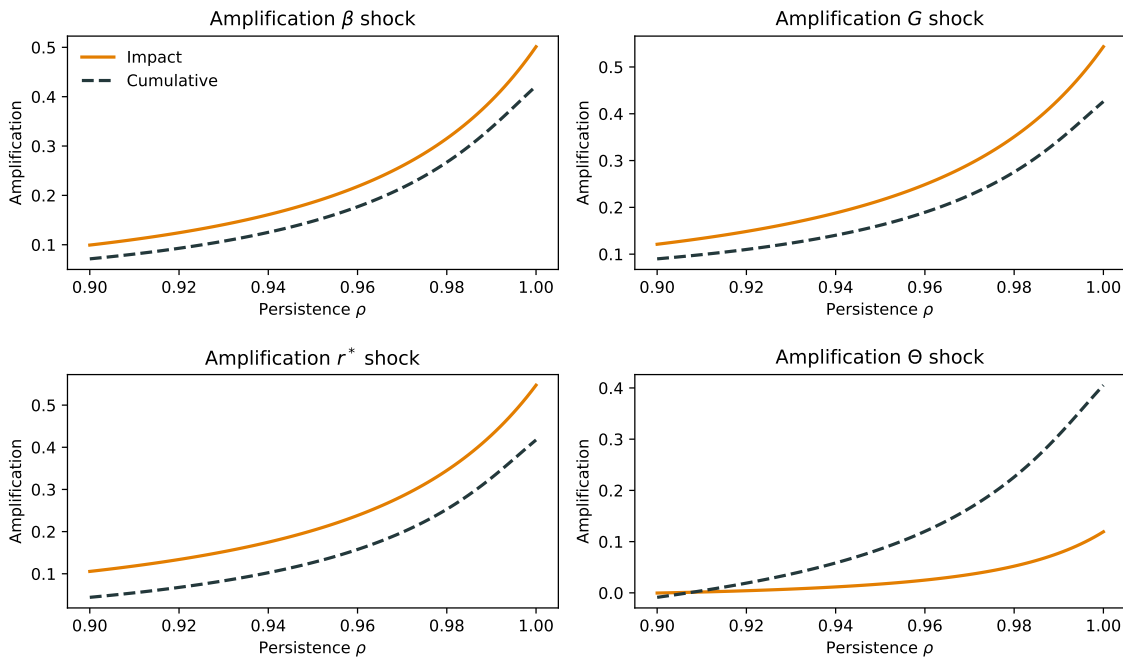 Amplification β shock
Amplification G shock
0.5
0.4
0.3
0.2
0.1
Amplification
Impact
Cumulative
0.90 0.92 0.94 0.96 0.98 1.00
Persistence ρ
0.5
0.4
0.3
0.2
0.1
Amplification
0.90 0.92 0.94 0.96 0.98 1.00
Persistence ρ
Amplification r* shock
Amplification Θ shock
0.5
0.4
0.3
0.2
0.1
Amplification
0.90 0.92 0.94 0.96 0.98 1.00
Persistence ρ
0.4
0.3
0.2
0.1
0.0
Amplification
0.90 0.92 0.94 0.96 0.98 1.00
Persistence ρ